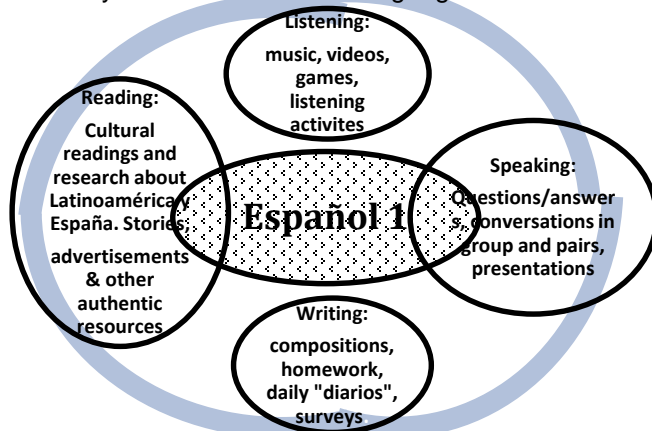 Listening:
music, videos,
games,
listening
activites
Reading:
Cultural
readings and
research about
Latinoamérica y
España. Stories,
advertisements
& other
authentic
resources
Español 1
Speaking:
Questions/answer
s, conversations in
group and pairs,
presentations
Writing:
compositions,
homework,
daily "diarios",
surveys.